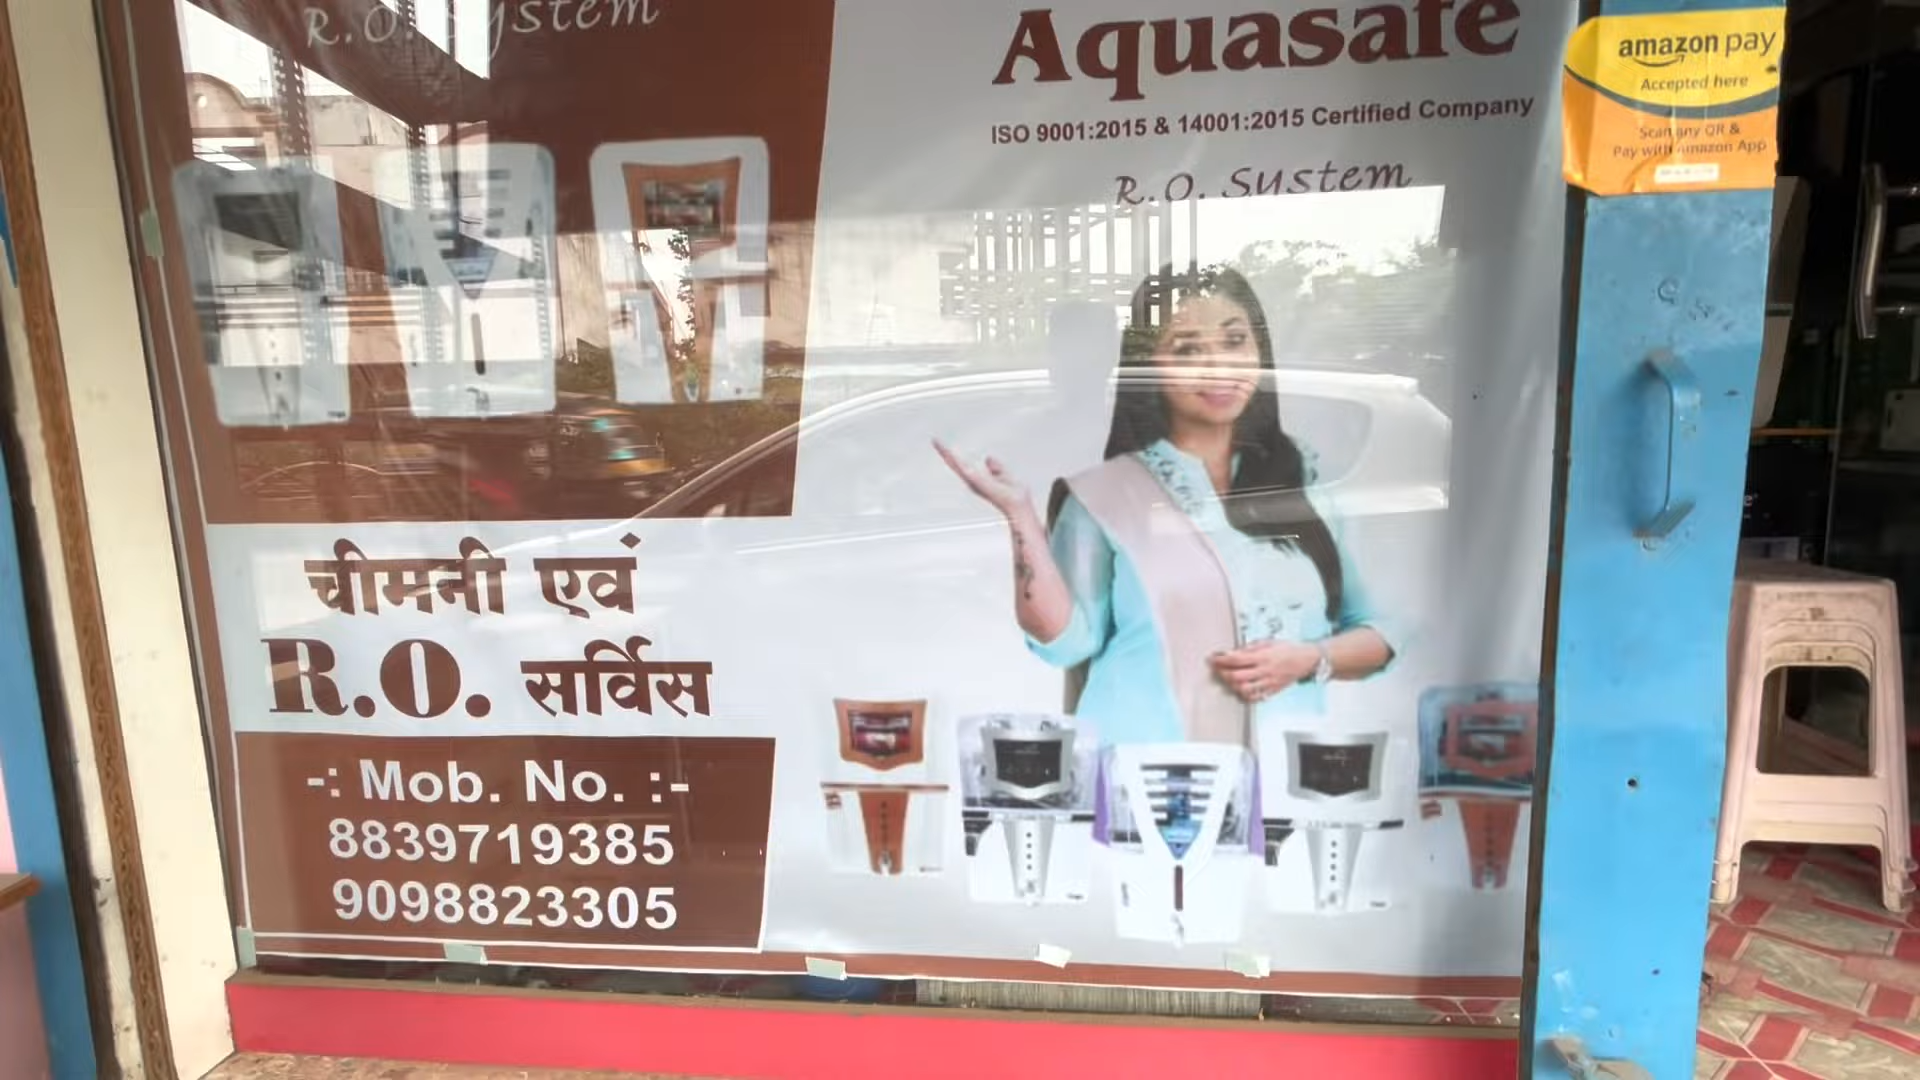 R.O. System
Aquasafe
ISO 9001:2015 & 14001:2015 Certified Company
R.O. System
चीमनी एवं
R.O. सर्विस
-: Mob. No. :-
8839719385
9098823305
amazon pay
Accepted here
Scan any QR &
Pay with Amazon App